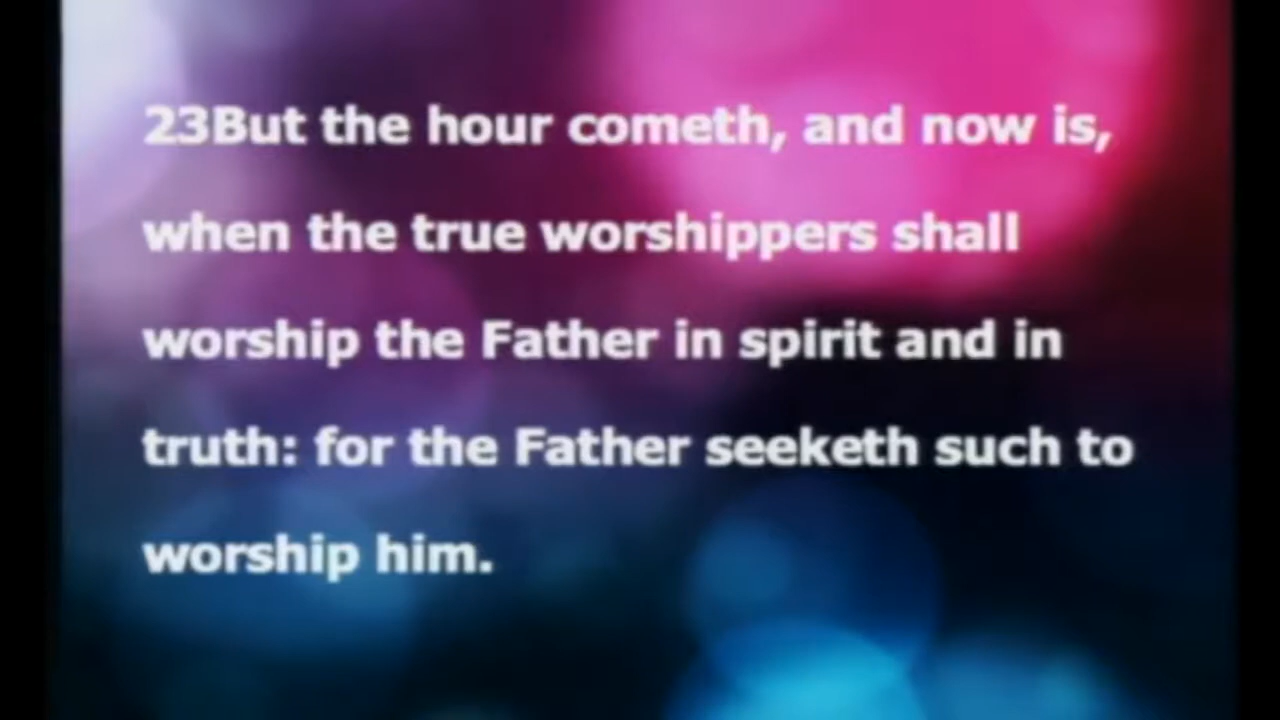 23But the hour cometh, and now is,
when the true worshippers shall
worship the Father in spirit and in
truth: for the Father seeketh such to
worship him.